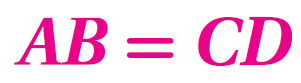 AB = CD